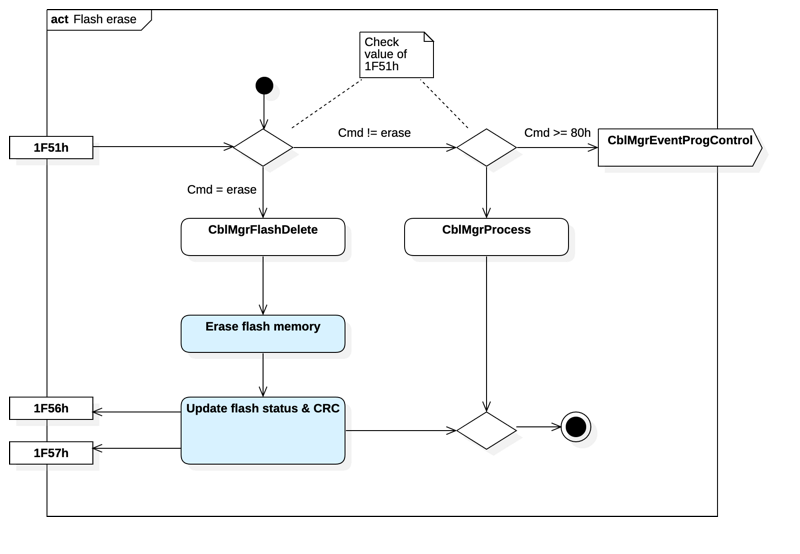 act Flash erase
Check
value of
1F51h
Cmd != erase
Cmd >= 80h
1F51h
CblMgrEventProgControl
Cmd = erase
CblMgrFlashDelete
CblMgrProcess
Erase flash memory
1F56h
Update flash status & CRC
1F57h